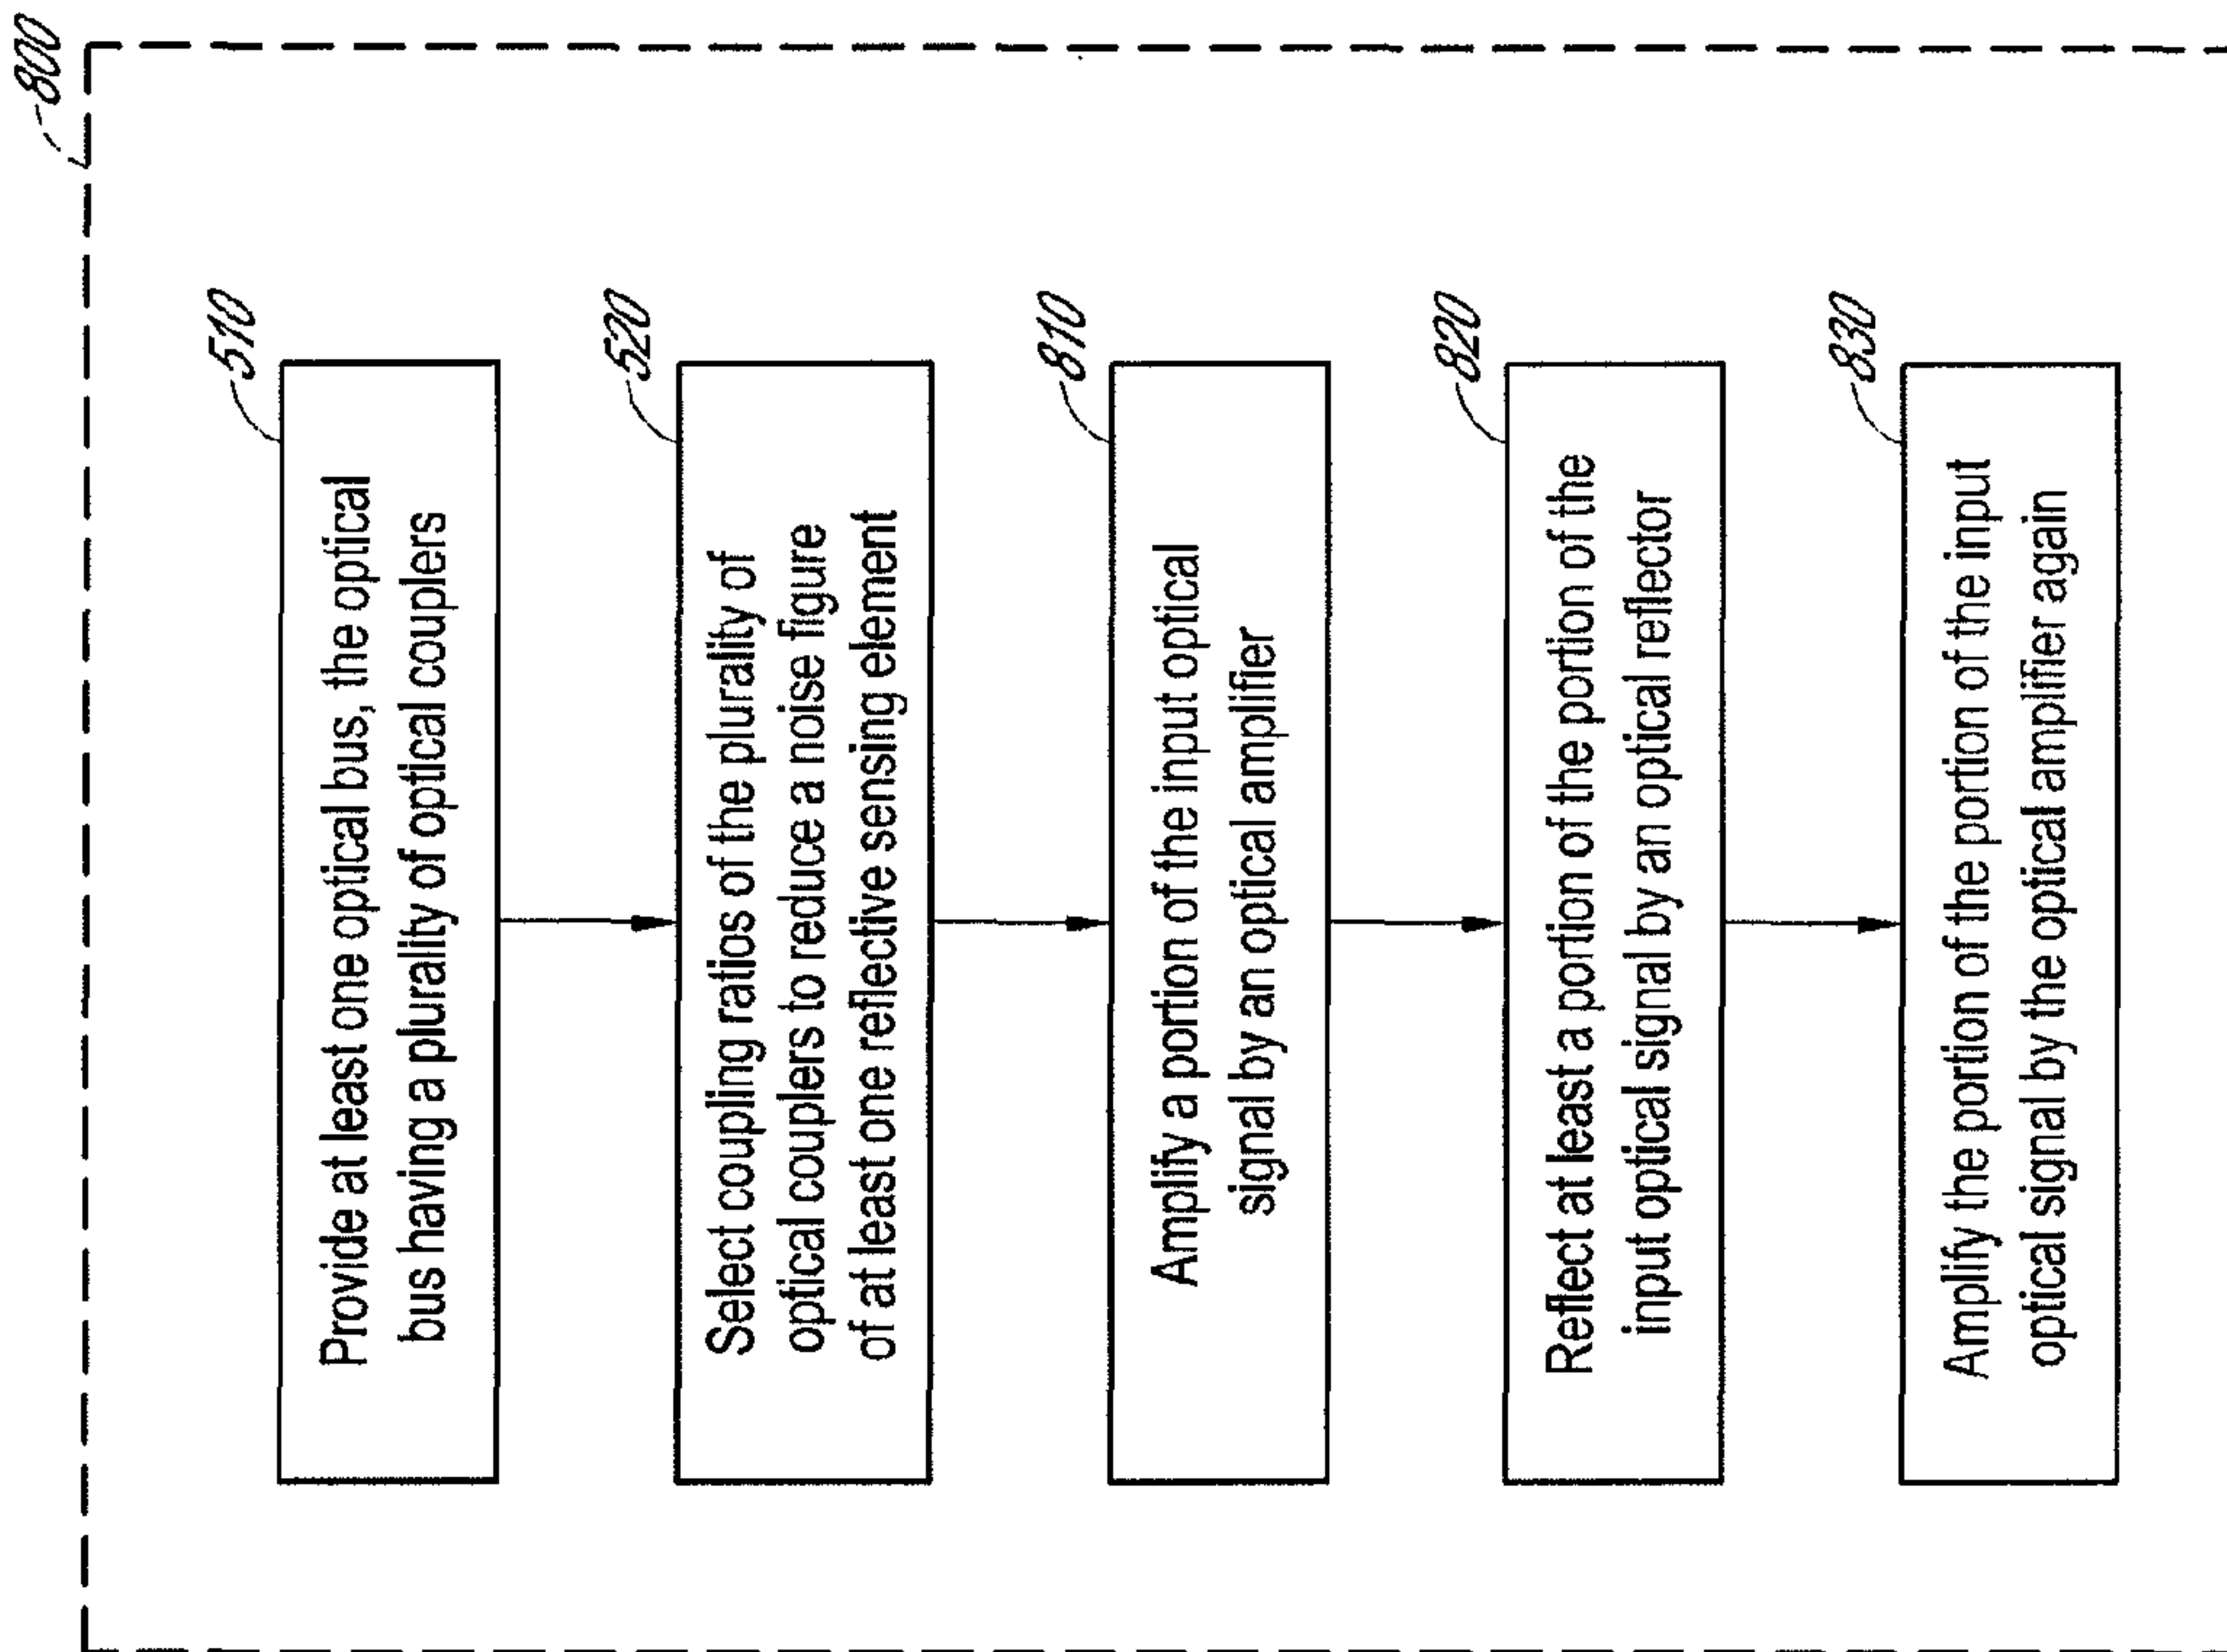 800
510
Provide at least one optical bus, the optical
bus having a plurality of optical couplers
520
Select coupling ratios of the plurality of
optical couplers to reduce a noise figure
of at least one reflective sensing element
810
Amplify a portion of the input optical
signal by an optical amplifier
820
Reflect at least a portion of the portion of the
input optical signal by an optical reflector
830
Amplify the portion of the portion of the input
optical signal by the optical amplifier again